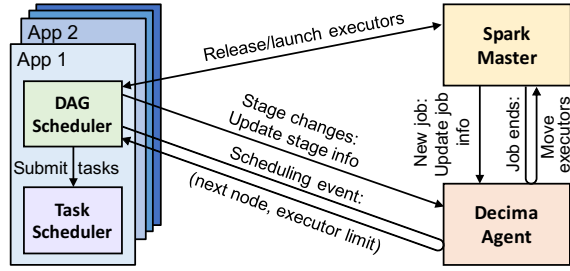 App 2
App 1
DAG
Scheduler
Submit tasks
Task
Scheduler
Release/launch executors
Stage changes:
Update stage info
Scheduling event:
(next node, executor limit)
Spark
Master
New job:
Update job
info
Job ends:
Move
executors
Decima
Agent